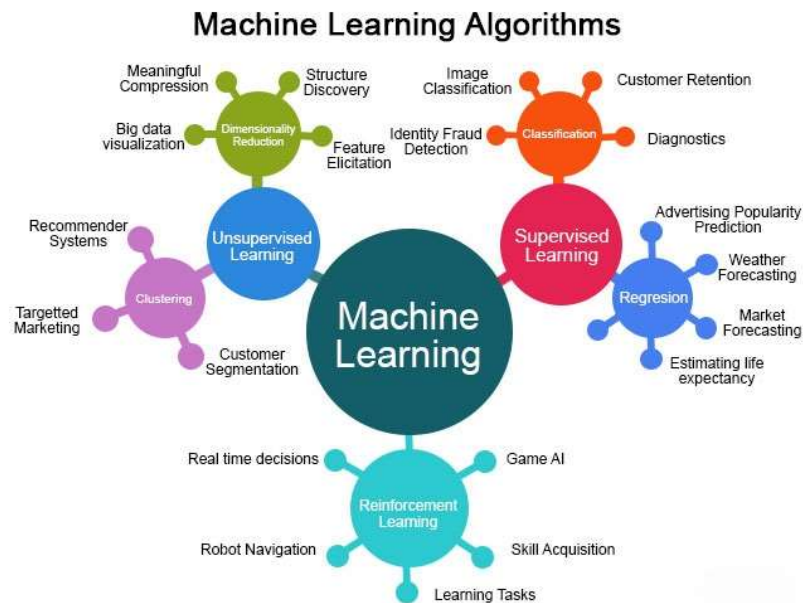 Machine Learning Algorithms
Meaningful
Compression
Structure
Discovery
Big data
visualization
Dimensionality
Reduction
Feature
Elicitation
Image
Classification
Customer Retention
Identity Fraud
Detection
Classification
Diagnostics
Recommender
Systems
Unsupervised
Learning
Clustering
Targetted
Marketing
Customer
Segmentation
Machine
Learning
Supervised
Learning
Advertising Popularity
Prediction
Weather
Forecasting
Regresion
Market
Forecasting
Estimating life
expectancy
Real time decisions
Game AI
Reinforcement
Learning
Robot Navigation
Skill Acquisition
Learning Tasks